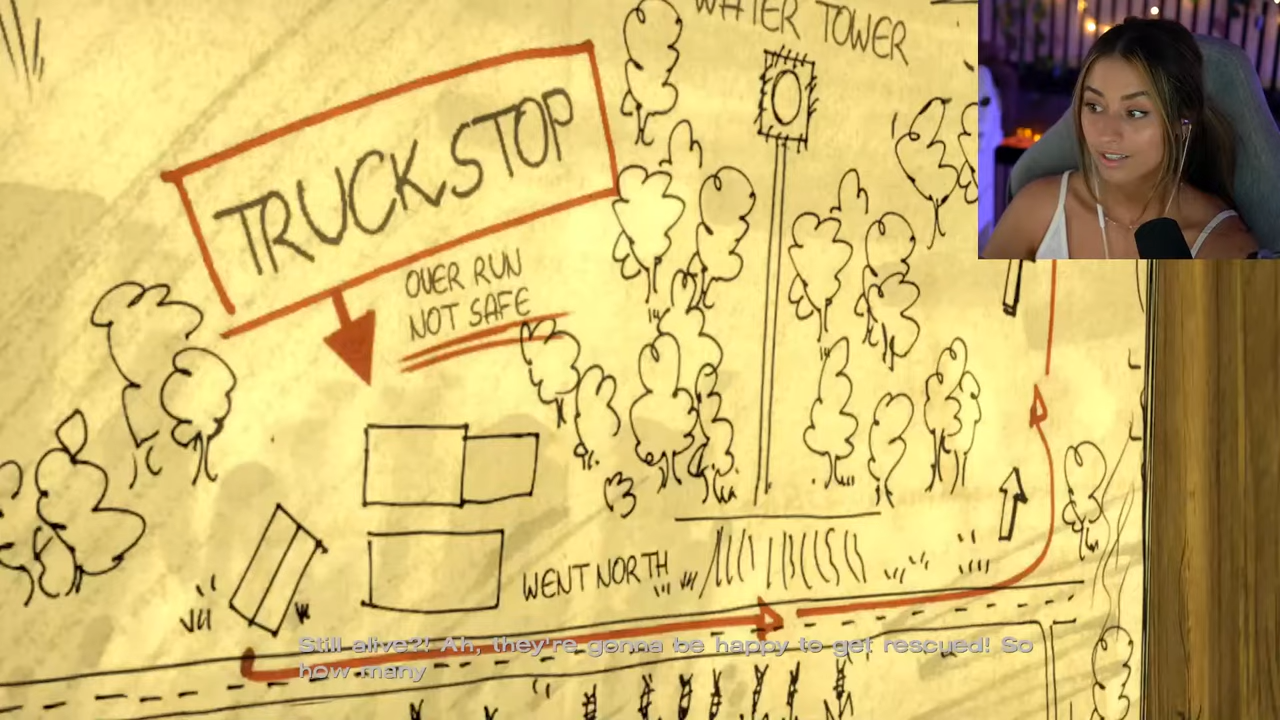 WATER TOWER
TRUCK STOP
OVER RUN
NOT SAFE
WENT NORTH
Still alive?! Ah, they're gonna be happy to get rescued! So
how many